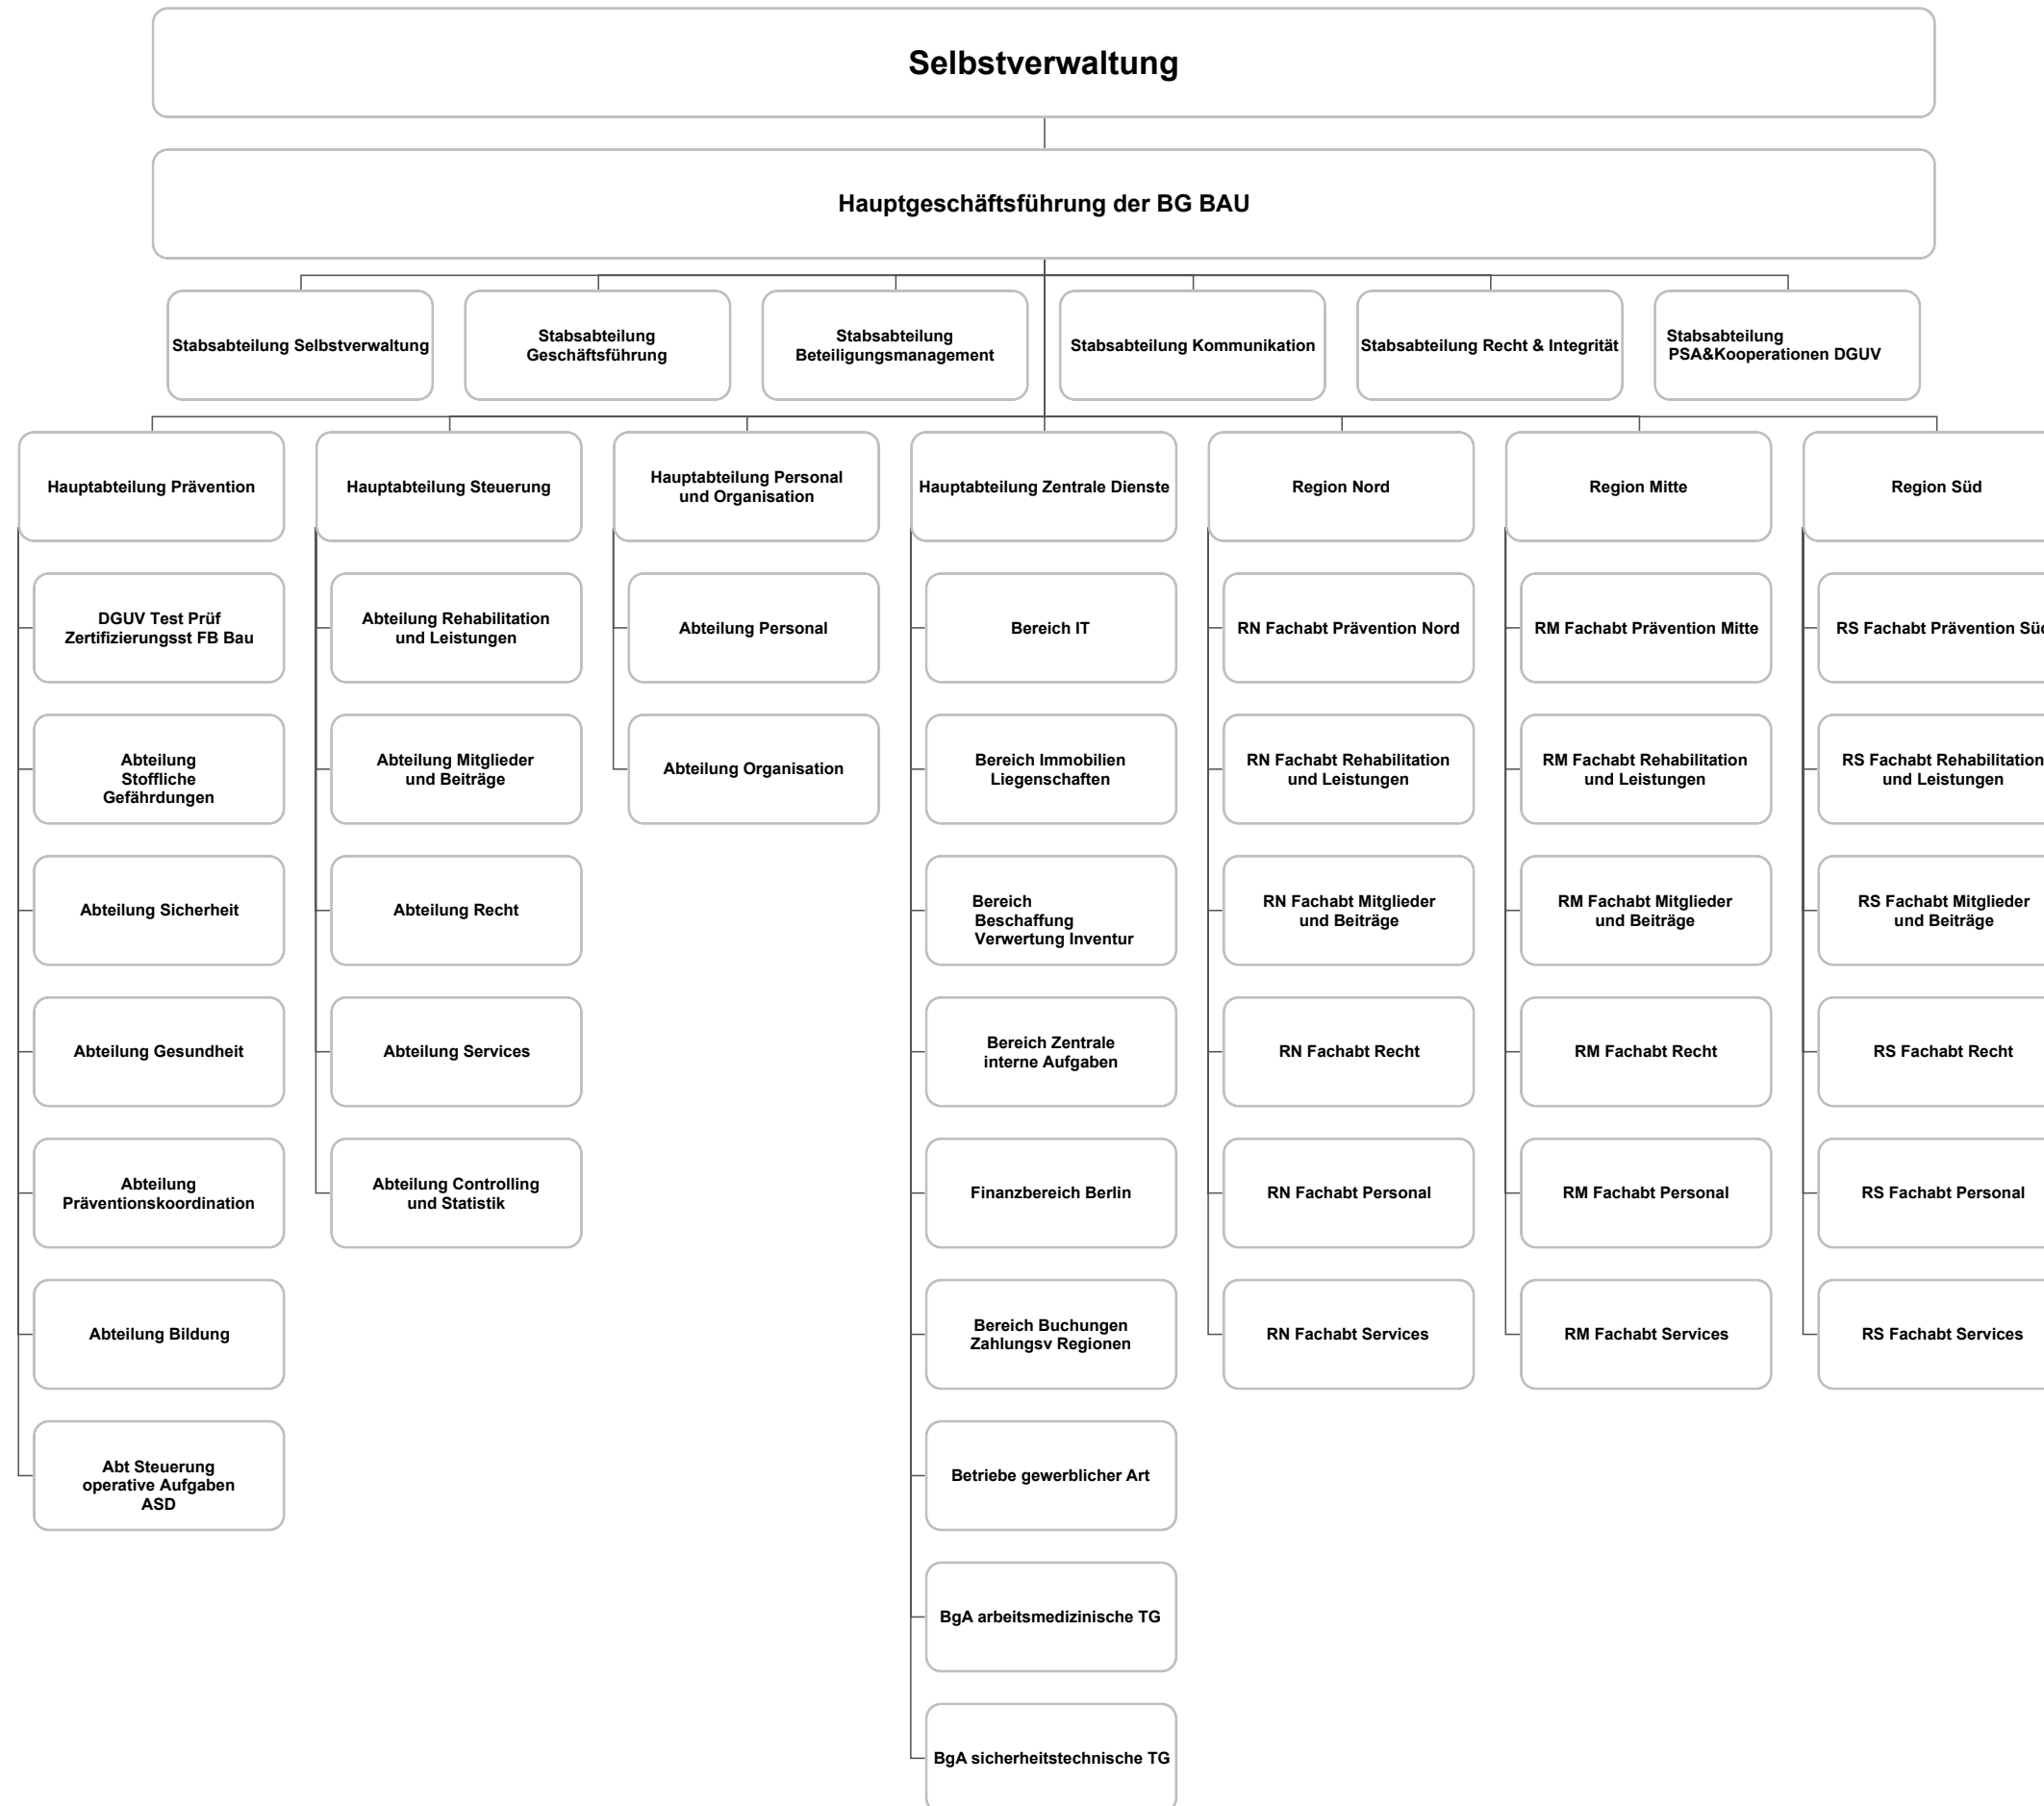 Selbstverwaltung
Hauptgeschäftsführung der BG BAU
Stabsabteilung Selbstverwaltung
Stabsabteilung
Geschäftsführung
Stabsabteilung
Beteiligungsmanagement
Stabsabteilung Kommunikation
Stabsabteilung Recht & Integrität
Stabsabteilung
PSA&Kooperationen DGUV
Hauptabteilung Prävention
DGUV Test Prüf
Zertifizierungsst FB Bau
Abteilung
Stoffliche
Gefährdungen
Abteilung Sicherheit
Abteilung Gesundheit
Abteilung
Präventionskoordination
Abteilung Bildung
Abt Steuerung
operative Aufgaben
ASD
Hauptabteilung Steuerung
Abteilung Rehabilitation
und Leistungen
Abteilung Mitglieder
und Beiträge
Abteilung Recht
Abteilung Services
Abteilung Controlling
und Statistik
Hauptabteilung Personal
und Organisation
Abteilung Personal
Abteilung Organisation
Hauptabteilung Zentrale Dienste
Bereich IT
Bereich Immobilien
Liegenschaften
Bereich
Beschaffung
Verwertung Inventur
Bereich Zentrale
interne Aufgaben
Finanzbereich Berlin
Bereich Buchungen
Zahlungsv Regionen
Betriebe gewerblicher Art
BgA arbeitsmedizinische TG
BgA sicherheitstechnische TG
Region Nord
RN Fachabt Prävention Nord
RN Fachabt Rehabilitation
und Leistungen
RN Fachabt Mitglieder
und Beiträge
RN Fachabt Recht
RN Fachabt Personal
RN Fachabt Services
Region Mitte
RM Fachabt Prävention Mitte
RM Fachabt Rehabilitation
und Leistungen
RM Fachabt Mitglieder
und Beiträge
RM Fachabt Recht
RM Fachabt Personal
RM Fachabt Services
Region Süd
RS Fachabt Prävention Süd
RS Fachabt Rehabilitation
und Leistungen
RS Fachabt Mitglieder
und Beiträge
RS Fachabt Recht
RS Fachabt Personal
RS Fachabt Services